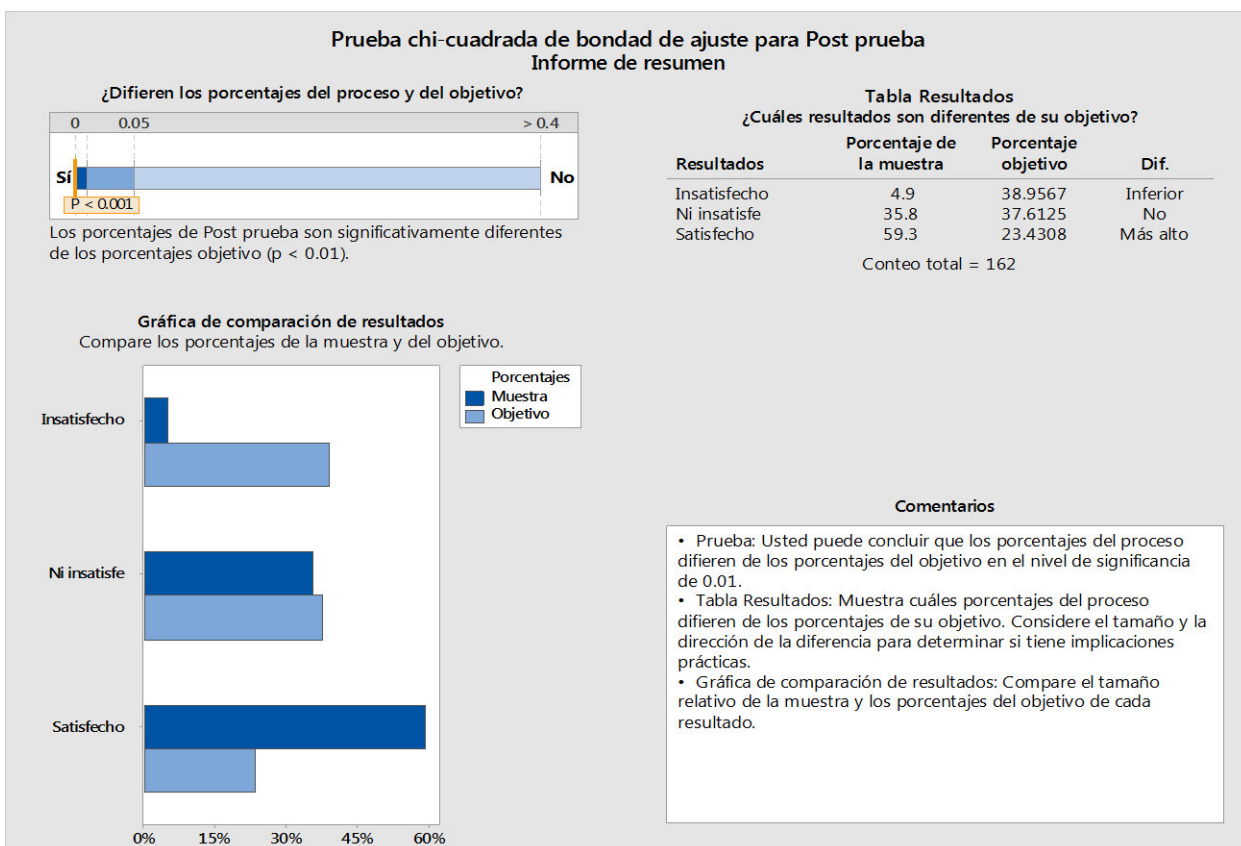 Prueba chi-cuadrada de bondad de ajuste para Post prueba
Informe de resumen
¿Difieren los porcentajes del proceso y del objetivo?
0 0.05 > 0.4
Sí No
P < 0.001
Los porcentajes de Post prueba son significativamente diferentes
de los porcentajes objetivo (p < 0.01).
Tabla Resultados
¿Cuáles resultados son diferentes de su objetivo?
Porcentaje de Porcentaje
Resultados la muestra objetivo Dif.
Insatisfecho 4.9 38.9567 Inferior
Ni insatisfe 35.8 37.6125 No
Satisfecho 59.3 23.4308 Más alto
Conteo total = 162
Gráfica de comparación de resultados
Compare los porcentajes de la muestra y del objetivo.
Porcentajes
Muestra
Objetivo
Insatisfecho
Ni insatisfe
Satisfecho
0% 15% 30% 45% 60%
Comentarios
• Prueba: Usted puede concluir que los porcentajes del proceso
difieren de los porcentajes del objetivo en el nivel de significancia
de 0.01.
• Tabla Resultados: Muestra cuáles porcentajes del proceso
difieren de los porcentajes de su objetivo. Considere el tamaño y la
dirección de la diferencia para determinar si tiene implicaciones
prácticas.
• Gráfica de comparación de resultados: Compare el tamaño
relativo de la muestra y los porcentajes del objetivo de cada
resultado.